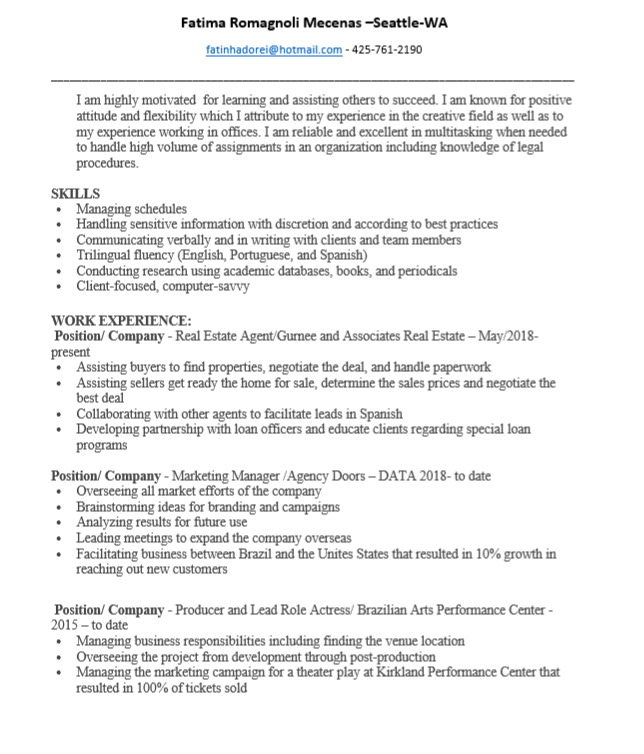 Fatima Romagnoli Mecenas –Seattle-WA
fatinhadorei@hotmail.com - 425-761-2190
I am highly motivated for learning and assisting others to succeed. I am known for positive
attitude and flexibility which I attribute to my experience in the creative field as well as to
my experience working in offices. I am reliable and excellent in multitasking when needed
to handle high volume of assignments in an organization including knowledge of legal
procedures.
SKILLS
• Managing schedules
• Handling sensitive information with discretion and according to best practices
• Communicating verbally and in writing with clients and team members
• Trilingual fluency (English, Portuguese, and Spanish)
• Conducting research using academic databases, books, and periodicals
• Client-focused, computer-savvy
WORK EXPERIENCE:
Position/ Company - Real Estate Agent/Gurnee and Associates Real Estate – May/2018-
present
• Assisting buyers to find properties, negotiate the deal, and handle paperwork
• Assisting sellers get ready the home for sale, determine the sales prices and negotiate the
best deal
• Collaborating with other agents to facilitate leads in Spanish
• Developing partnership with loan officers and educate clients regarding special loan
programs
Position/ Company - Marketing Manager /Agency Doors – DATA 2018- to date
• Overseeing all market efforts of the company
• Brainstorming ideas for branding and campaigns
• Analyzing results for future use
• Leading meetings to expand the company overseas
• Facilitating business between Brazil and the Unites States that resulted in 10% growth in
reaching out new customers
Position/ Company - Producer and Lead Role Actress/ Brazilian Arts Performance Center -
2015 – to date
• Managing business responsibilities including finding the venue location
• Overseeing the project from development through post-production
• Managing the marketing campaign for a theater play at Kirkland Performance Center that
resulted in 100% of tickets sold